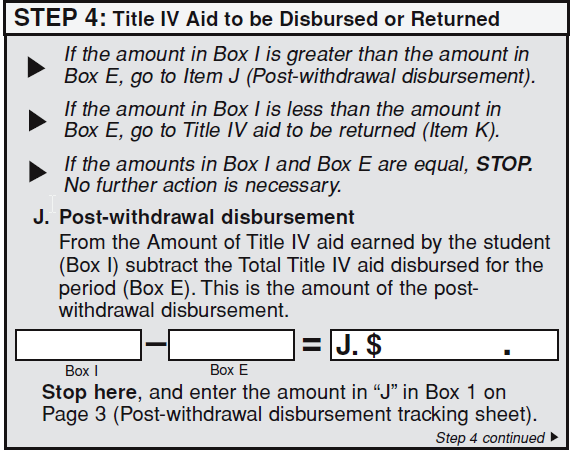 STEP 4: Title IV Aid to be Disbursed or Returned
► If the amount in Box I is greater than the amount in
Box E, go to Item J (Post-withdrawal disbursement).
► If the amount in Box I is less than the amount in
Box E, go to Title IV aid to be returned (Item K).
► If the amounts in Box I and Box E are equal, STOP.
No further action is necessary.
J. Post-withdrawal disbursement
From the Amount of Title IV aid earned by the student
(Box I) subtract the Total Title IV aid disbursed for the
period (Box E). This is the amount of the post-
withdrawal disbursement.
– = J. $ .
Box I Box E
Stop here, and enter the amount in “J” in Box 1 on
Page 3 (Post-withdrawal disbursement tracking sheet).
Step 4 continued ►